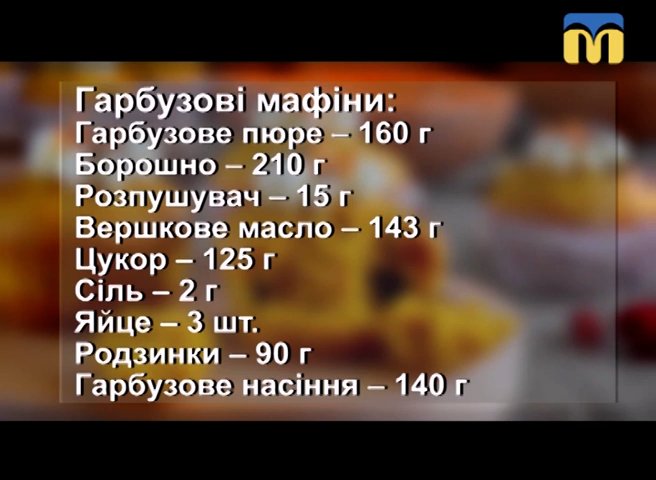 Гарбузові мафіни:
Гарбузове пюре – 160 г
Борошно – 210 г
Розпушувач – 15 г
Вершкове масло – 143 г
Цукор – 125 г
Сіль – 2 г
Яйце – 3 шт.
Родзинки – 90 г
Гарбузове насіння – 140 г